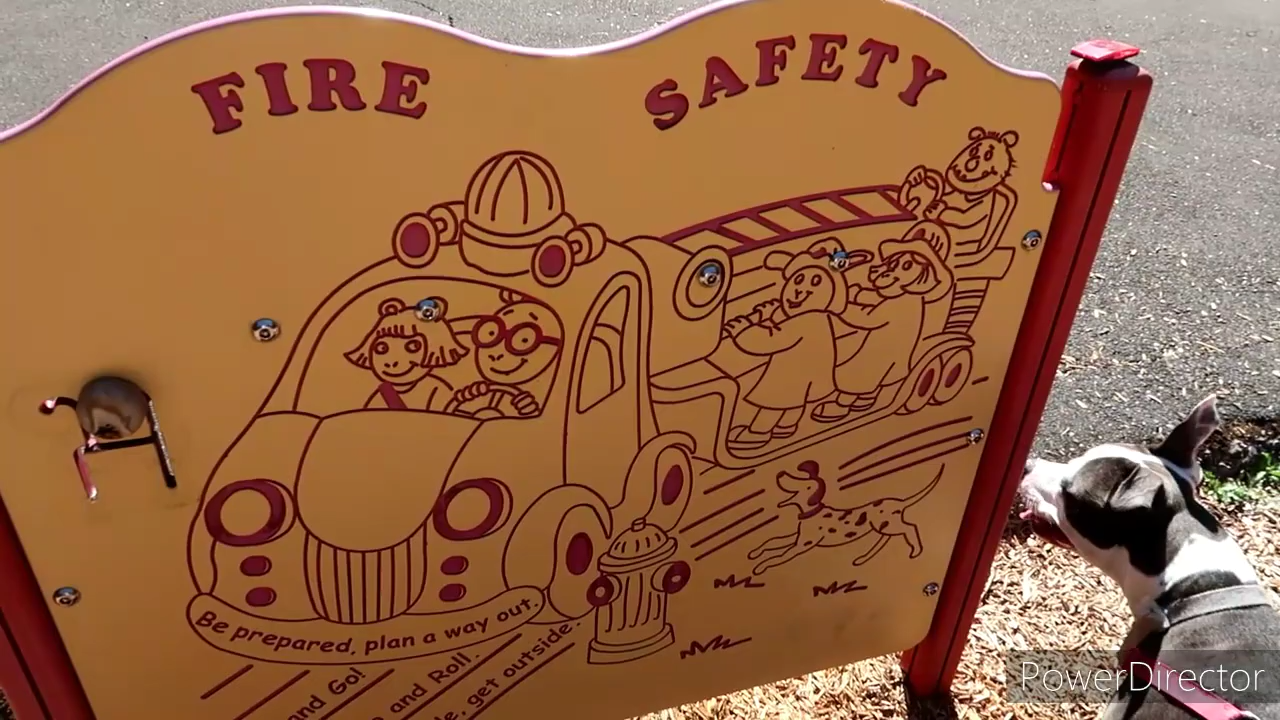 FIRE SAFETY
Be prepared, plan a way out.
and Go!
and Roll.
get outside.
PowerDirector